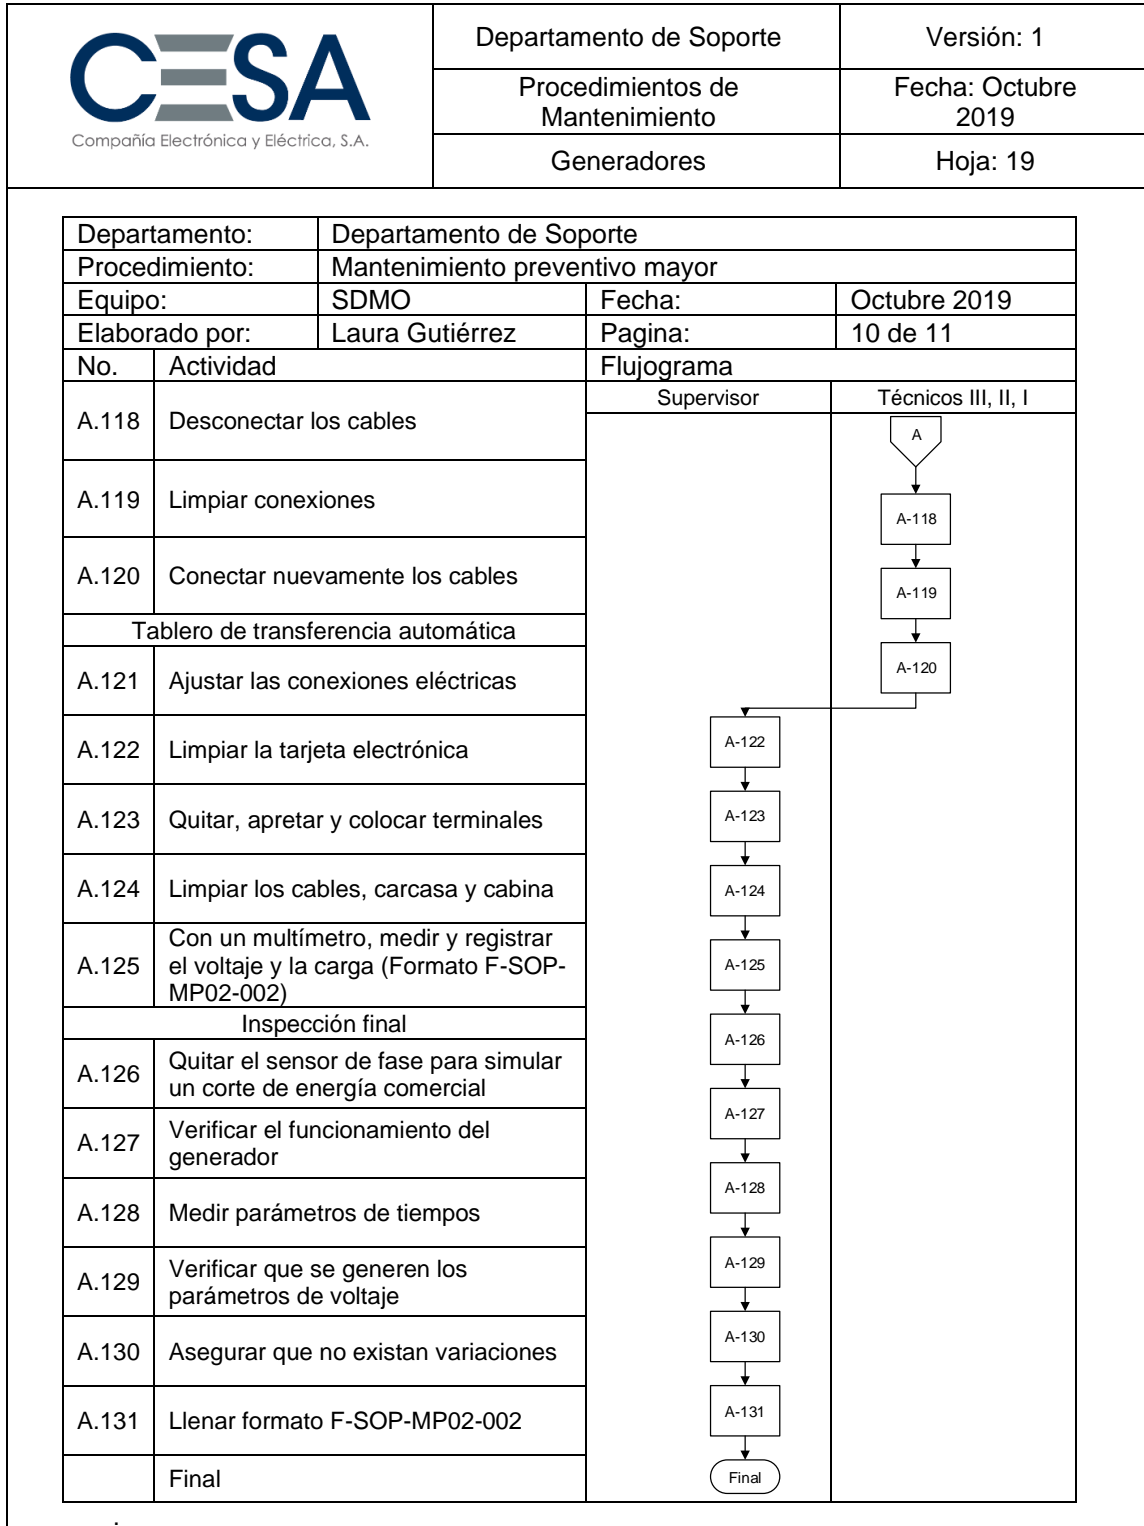 CESA
Compañía Electrónica y Eléctrica, S.A.
Departamento de Soporte
Versión: 1
Procedimientos de
Mantenimiento
Fecha: Octubre
2019
Generadores
Hoja: 19
Departamento:
Departamento de Soporte
Procedimiento:
Mantenimiento preventivo mayor
Equipo:
SDMO
Fecha:
Octubre 2019
Elaborado por:
Laura Gutiérrez
Pagina:
10 de 11
No.
Actividad
Flujograma
A.118
Desconectar los cables
A.119
Limpiar conexiones
A.120
Conectar nuevamente los cables
Tablero de transferencia automática
A.121
Ajustar las conexiones eléctricas
A.122
Limpiar la tarjeta electrónica
A.123
Quitar, apretar y colocar terminales
A.124
Limpiar los cables, carcasa y cabina
A.125
Con un multímetro, medir y registrar
el voltaje y la carga (Formato F-SOP-
MP02-002)
Inspección final
A.126
Quitar el sensor de fase para simular
un corte de energía comercial
A.127
Verificar el funcionamiento del
generador
A.128
Medir parámetros de tiempos
A.129
Verificar que se generen los
parámetros de voltaje
A.130
Asegurar que no existan variaciones
A.131
Llenar formato F-SOP-MP02-002
Final
Supervisor
Técnicos III, II, I
A
A-118
A-119
A-120
A-122
A-123
A-124
A-125
A-126
A-127
A-128
A-129
A-130
A-131
Final